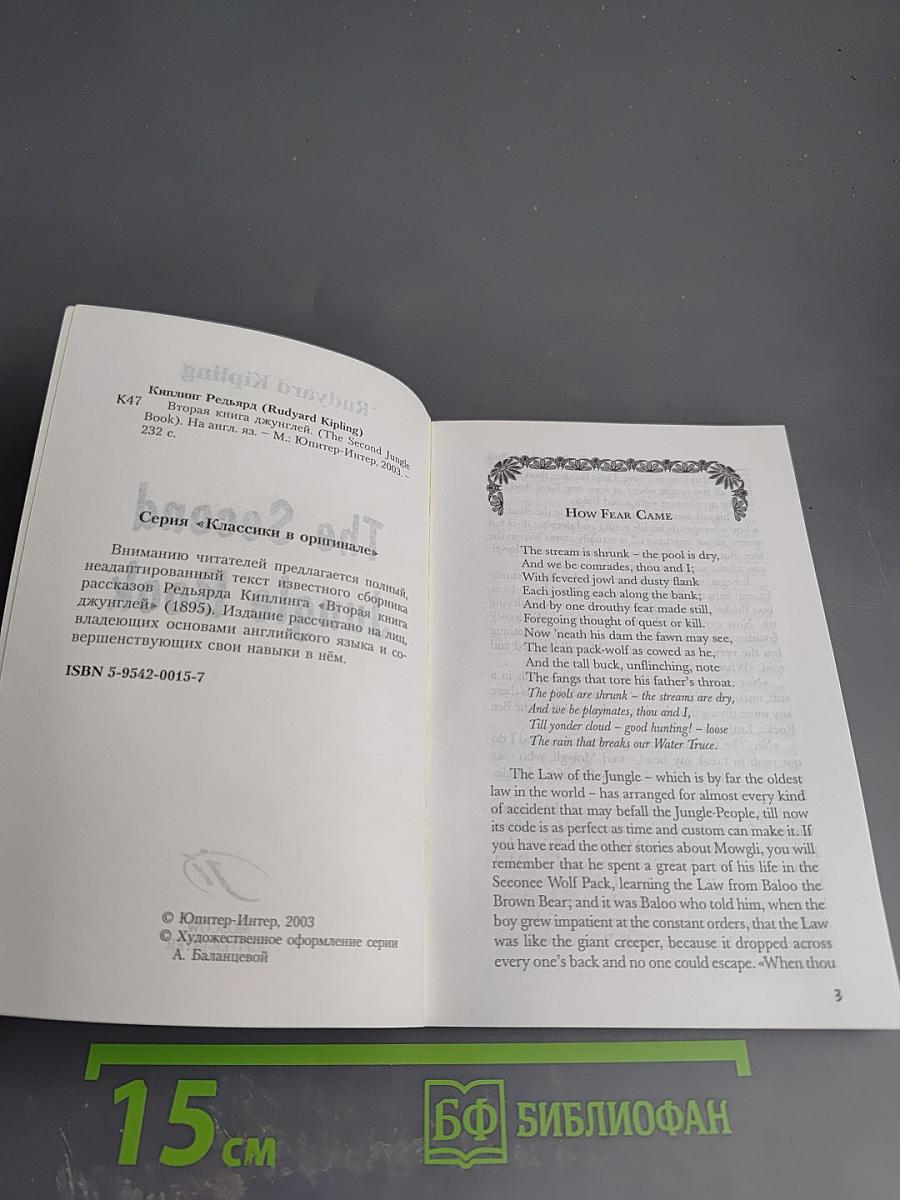 Киплинг Редьярд (Rudyard Kipling)
К47
Вторая книга джунглей. (The Second Jungle
Book). На англ. яз. – М.: Юпитер-Интер, 2003. –
232 с.
Серия «Классики в оригинале»
Вниманию читателей предлагается полный,
неадаптированный текст известного сборника
рассказов Редьярда Киплинга «Вторая книга
джунглей» (1895). Издание рассчитано на лиц,
владеющих основами английского языка и со-
вершенствующих свои навыки в нём.
ISBN 5-9542-0015-7
© Юпитер-Интер, 2003
© Художественное оформление серии
А. Баланцевой
How Fear Came
The stream is shrunk – the pool is dry,
And we be comrades, thou and I;
With fevered jowl and dusty flank
Each jostling each along the bank;
And by one drouthy fear made still,
Foregoing thought of quest or kill.
Now 'neath his dam the fawn may see,
The lean pack-wolf as cowed as he,
And the tall buck, unflinching, note
The fangs that tore his father's throat.
The pools are shrunk – the streams are dry,
And we be playmates, thou and I,
Till yonder cloud – good hunting! – loose
The rain that breaks our Water Truce.
The Law of the Jungle – which is by far the oldest
law in the world – has arranged for almost every kind
of accident that may befall the Jungle-People, till now
its code is as perfect as time and custom can make it. If
you have read the other stories about Mowgli, you will
remember that he spent a great part of his life in the
Seeonee Wolf Pack, learning the Law from Baloo the
Brown Bear; and it was Baloo who told him, when the
boy grew impatient at the constant orders, that the Law
was like the giant creeper, because it dropped across
every one's back and no one could escape. «When thou
3
15 см
БФ БИБЛИОФАН